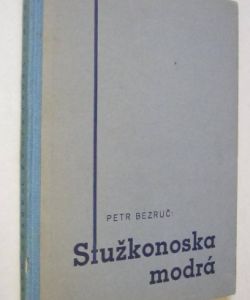 PETR BEZRUČ:
Stužkonoska
modrá